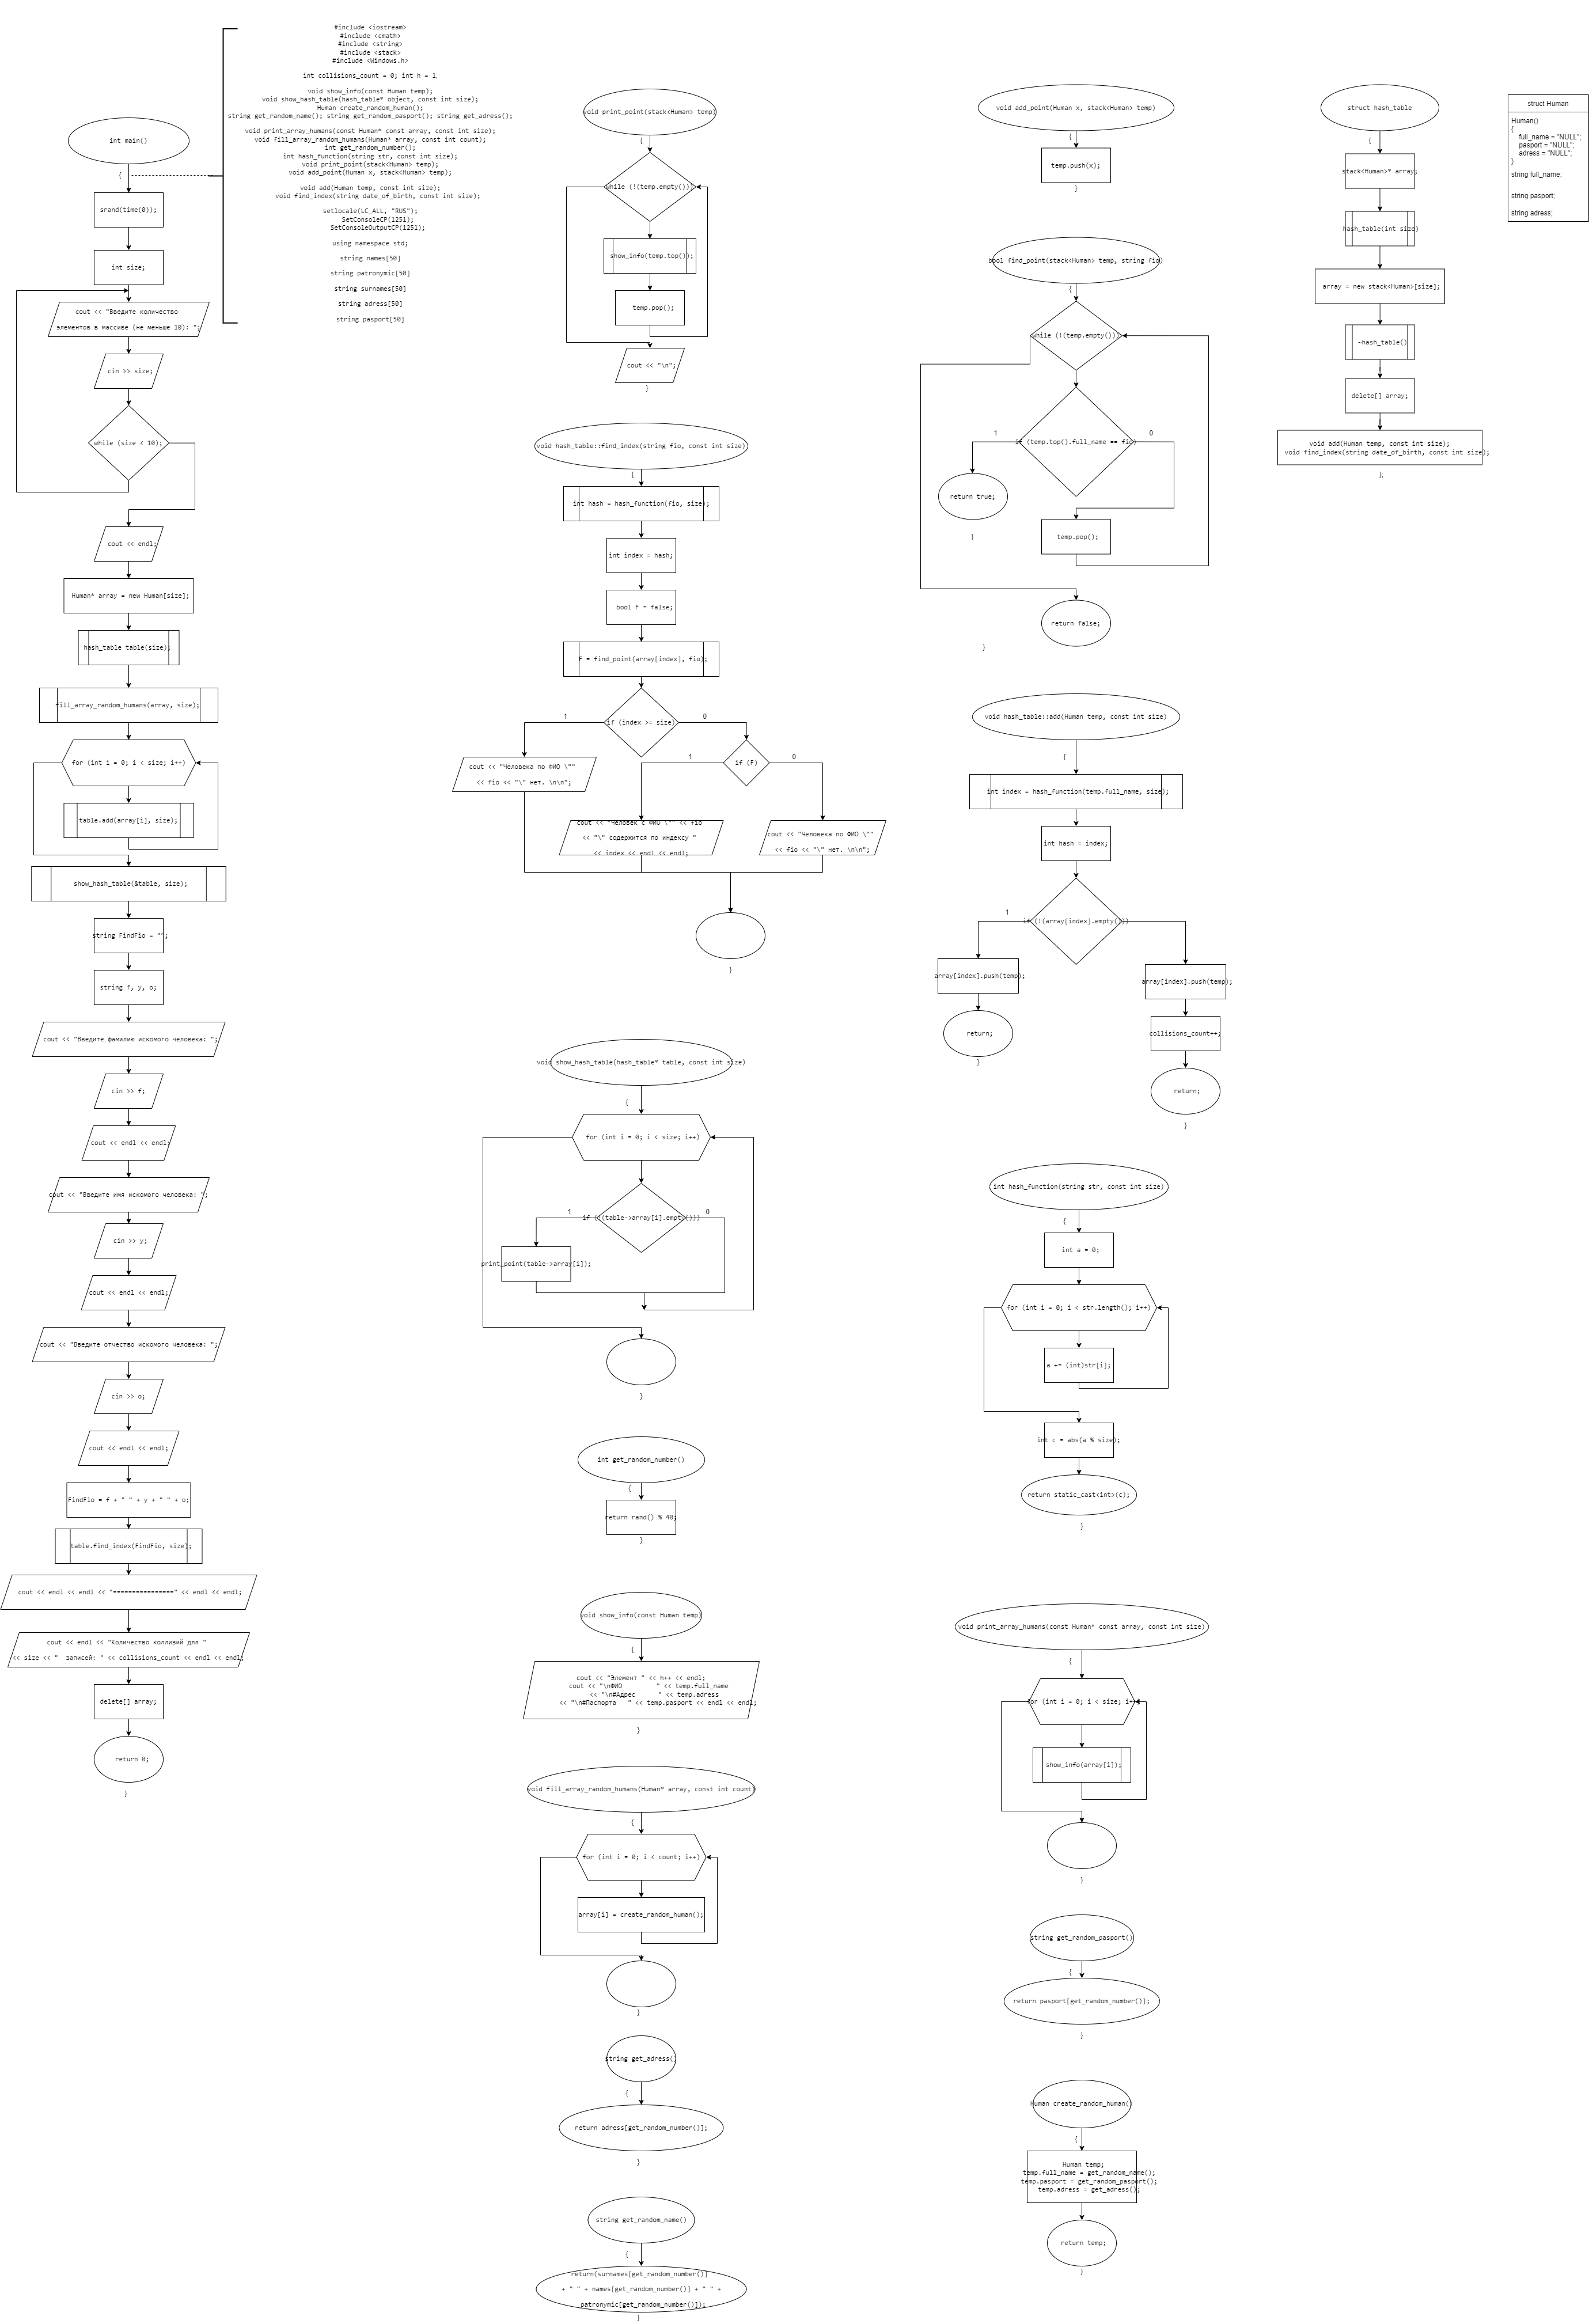 #include <iostream>
#include <cmath>
#include <string>
#include <stack>
#include <Windows.h>
int collisions_count = 0; int h = 1;
void show_info(const Human temp);
void show_hash_table(hash_table* object, const int size);
Human create_random_human();
string get_random_name(); string get_random_pasport(); string get_adress();
void print_array_humans(const Human* const array, const int size);
void fill_array_random_humans(Human* array, const int count);
int get_random_number();
int hash_function(string str, const int size);
void print_point(stack<Human> temp);
void add_point(Human x, stack<Human> temp);
void add(Human temp, const int size);
void find_index(string date_of_birth, const int size);
setlocale(LC_ALL, "RUS");
SetConsoleCP(1251);
SetConsoleOutputCP(1251);
using namespace std;
string names[50]
string patronymic[50]
string surnames[50]
string adress[50]
string pasport[50]
int main()
{
srand(time(0));
int size;
cout << "Введите количество
элементов в массиве (не меньше 10): ";
cin >> size;
while (size < 10);
cout << endl;
Human* array = new Human[size];
hash_table table(size);
fill_array_random_humans(array, size);
for (int i = 0; i < size; i++)
table.add(array[i], size);
show_hash_table(&table, size);
string FindFio = "";
string f, y, o;
cout << "Введите фамилию искомого человека: ";
cin >> f;
cout << endl << endl;
cout << "Введите имя искомого человека: ";
cin >> y;
cout << endl << endl;
cout << "Введите отчество искомого человека: ";
cin >> o;
cout << endl << endl;
FindFio = f + " " + y + " " + o;
table.find_index(FindFio, size);
cout << endl << endl << "================" << endl << endl;
cout << endl << "Количество коллизий для "
<< size << "  записей: " << collisions_count << endl << endl;
delete[] array;
return 0;
}
void print_point(stack<Human> temp)
{
while (!(temp.empty()))
show_info(temp.top());
temp.pop();
cout << "\n";
}
void hash_table::find_index(string fio, const int size)
{
int hash = hash_function(fio, size);
int index = hash;
bool F = false;
F = find_point(array[index], fio);
if (index >= size)
1
0
cout << "Человека по ФИО \""
<< fio << "\" нет. \n\n";
if (F)
1
0
cout << "Человек с ФИО \"" << fio
<< "\" содержится по индексу "
<< index << endl << endl;
cout << "Человека по ФИО \""
<< fio << "\" нет. \n\n";
}
void show_hash_table(hash_table* table, const int size)
{
for (int i = 0; i < size; i++)
if (!(table->array[i].empty()))
1
0
print_point(table->array[i]);
}
int get_random_number()
{
return rand() % 40;
}
void show_info(const Human temp)
{
cout << "Элемент " << h++ << endl;
cout << "\nФИО         " << temp.full_name
<< "\n#Адрес      " << temp.adress
<< "\n#Паспорта   " << temp.pasport << endl << endl;
}
void fill_array_random_humans(Human* array, const int count)
{
for (int i = 0; i < count; i++)
array[i] = create_random_human();
}
string get_adress()
{
return adress[get_random_number()];
}
string get_random_name()
{
return(surnames[get_random_number()]
+ " " + names[get_random_number()] + " " +
patronymic[get_random_number()]);
}
void add_point(Human x, stack<Human> temp)
{
temp.push(x);
}
bool find_point(stack<Human> temp, string fio)
{
while (!(temp.empty()))
if (temp.top().full_name == fio)
1
0
return true;
}
temp.pop();
return false;
}
void hash_table::add(Human temp, const int size)
{
int index = hash_function(temp.full_name, size);
int hash = index;
if (!(array[index].empty()))
1
array[index].push(temp);
return;
}
array[index].push(temp);
collisions_count++;
return;
}
int hash_function(string str, const int size)
{
int a = 0;
for (int i = 0; i < str.length(); i++)
a += (int)str[i];
int c = abs(a % size);
return static_cast<int>(c);
}
void print_array_humans(const Human* const array, const int size)
{
for (int i = 0; i < size; i++)
show_info(array[i]);
}
string get_random_pasport()
{
return pasport[get_random_number()];
}
Human create_random_human()
{
Human temp;
temp.full_name = get_random_name();
temp.pasport = get_random_pasport();
temp.adress = get_adress();
return temp;
}
struct hash_table
{
stack<Human>* array;
hash_table(int size)
array = new stack<Human>[size];
~hash_table()
delete[] array;
void add(Human temp, const int size);
void find_index(string date_of_birth, const int size);
};
struct Human
Human()
{
full_name = "NULL";
pasport = "NULL";
adress = "NULL";
}
string full_name;
string pasport;
string adress;